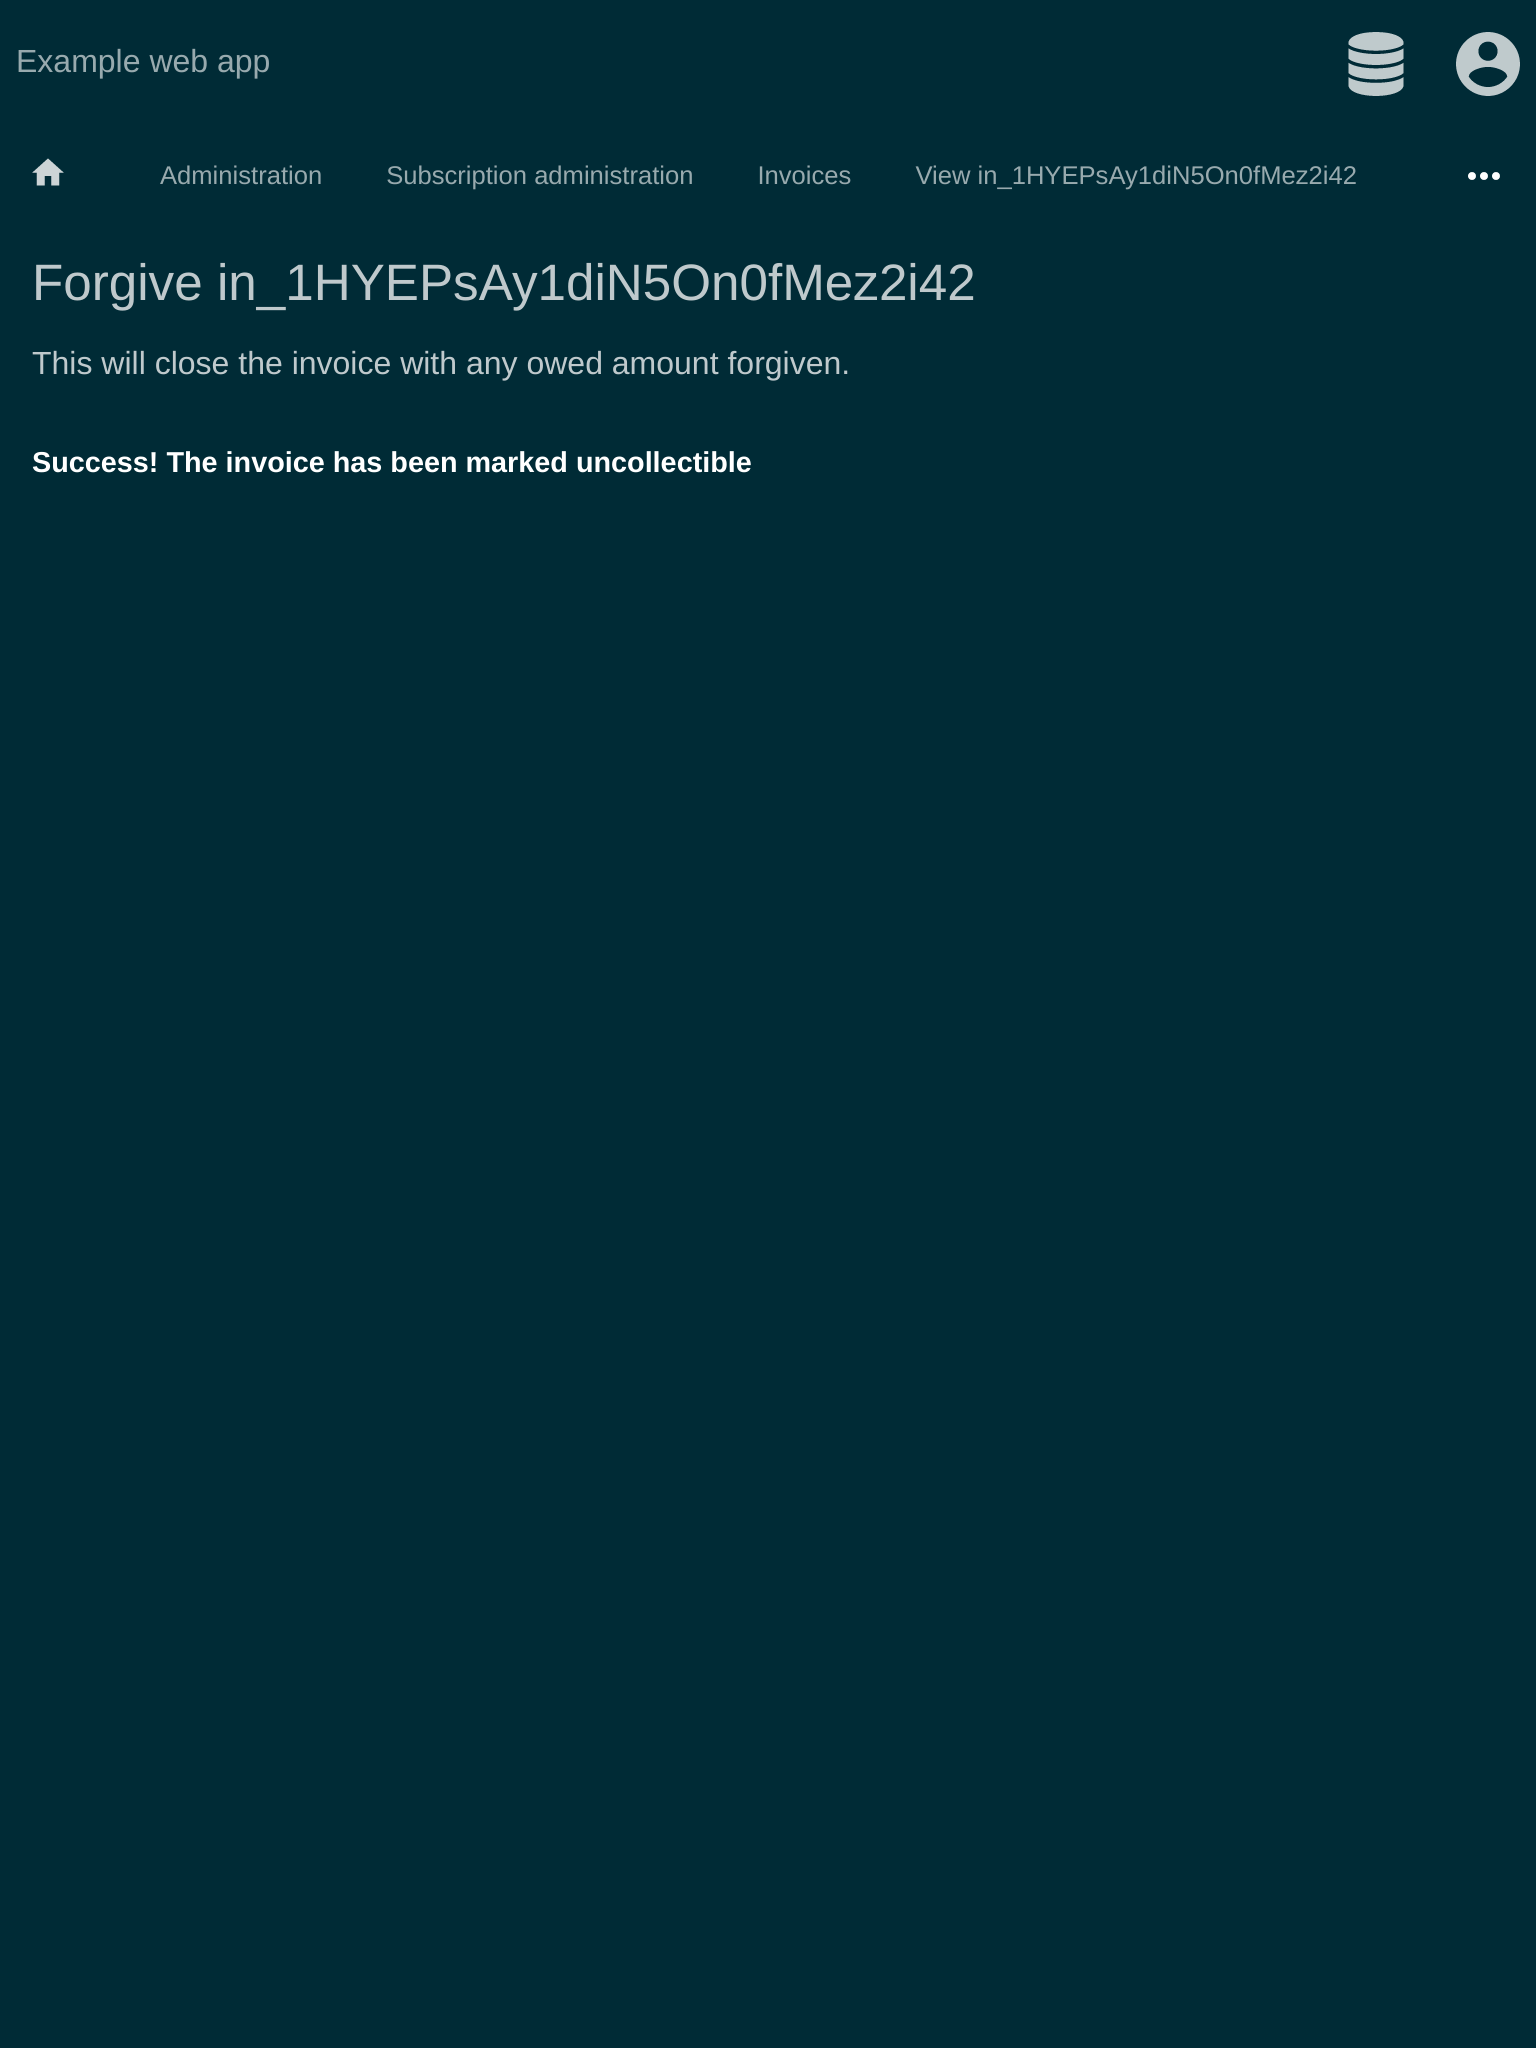 Example web app
Administration Subscription administration Invoices View in_1HYEPsAy1diN5On0fMez2i42
Forgive in_1HYEPsAy1diN5On0fMez2i42
This will close the invoice with any owed amount forgiven.
Success! The invoice has been marked uncollectible